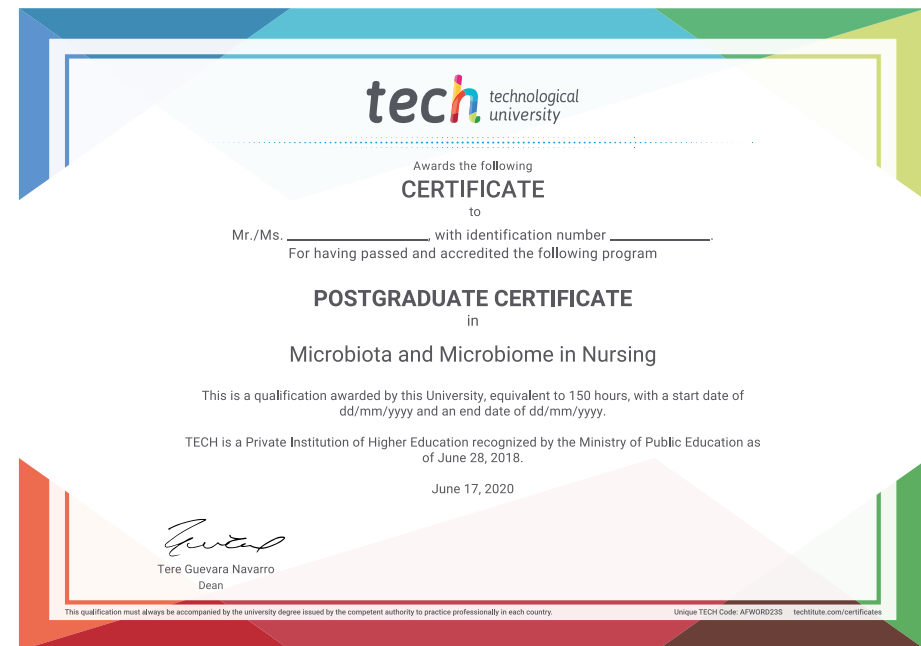 tech technological
university
Awards the following
CERTIFICATE
to
Mr./Ms. ____________________, with identification number ______________.
For having passed and accredited the following program
POSTGRADUATE CERTIFICATE
in
Microbiota and Microbiome in Nursing
This is a qualification awarded by this University, equivalent to 150 hours, with a start date of
dd/mm/yyyy and an end date of dd/mm/yyyy.
TECH is a Private Institution of Higher Education recognized by the Ministry of Public Education as
of June 28, 2018.
June 17, 2020
Tere Guevara Navarro
Dean
This qualification must always be accompanied by the university degree issued by the competent authority to practice professionally in each country. Unique TECH Code: AFWORD23S techtitute.com/certificates